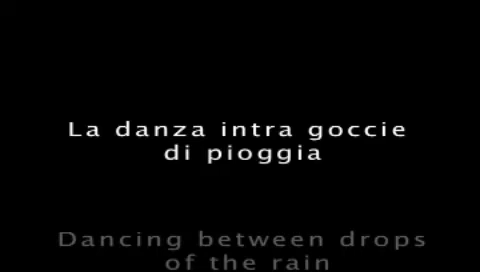 La danza intra goccie
di pioggia
Dancing between drops
of the rain